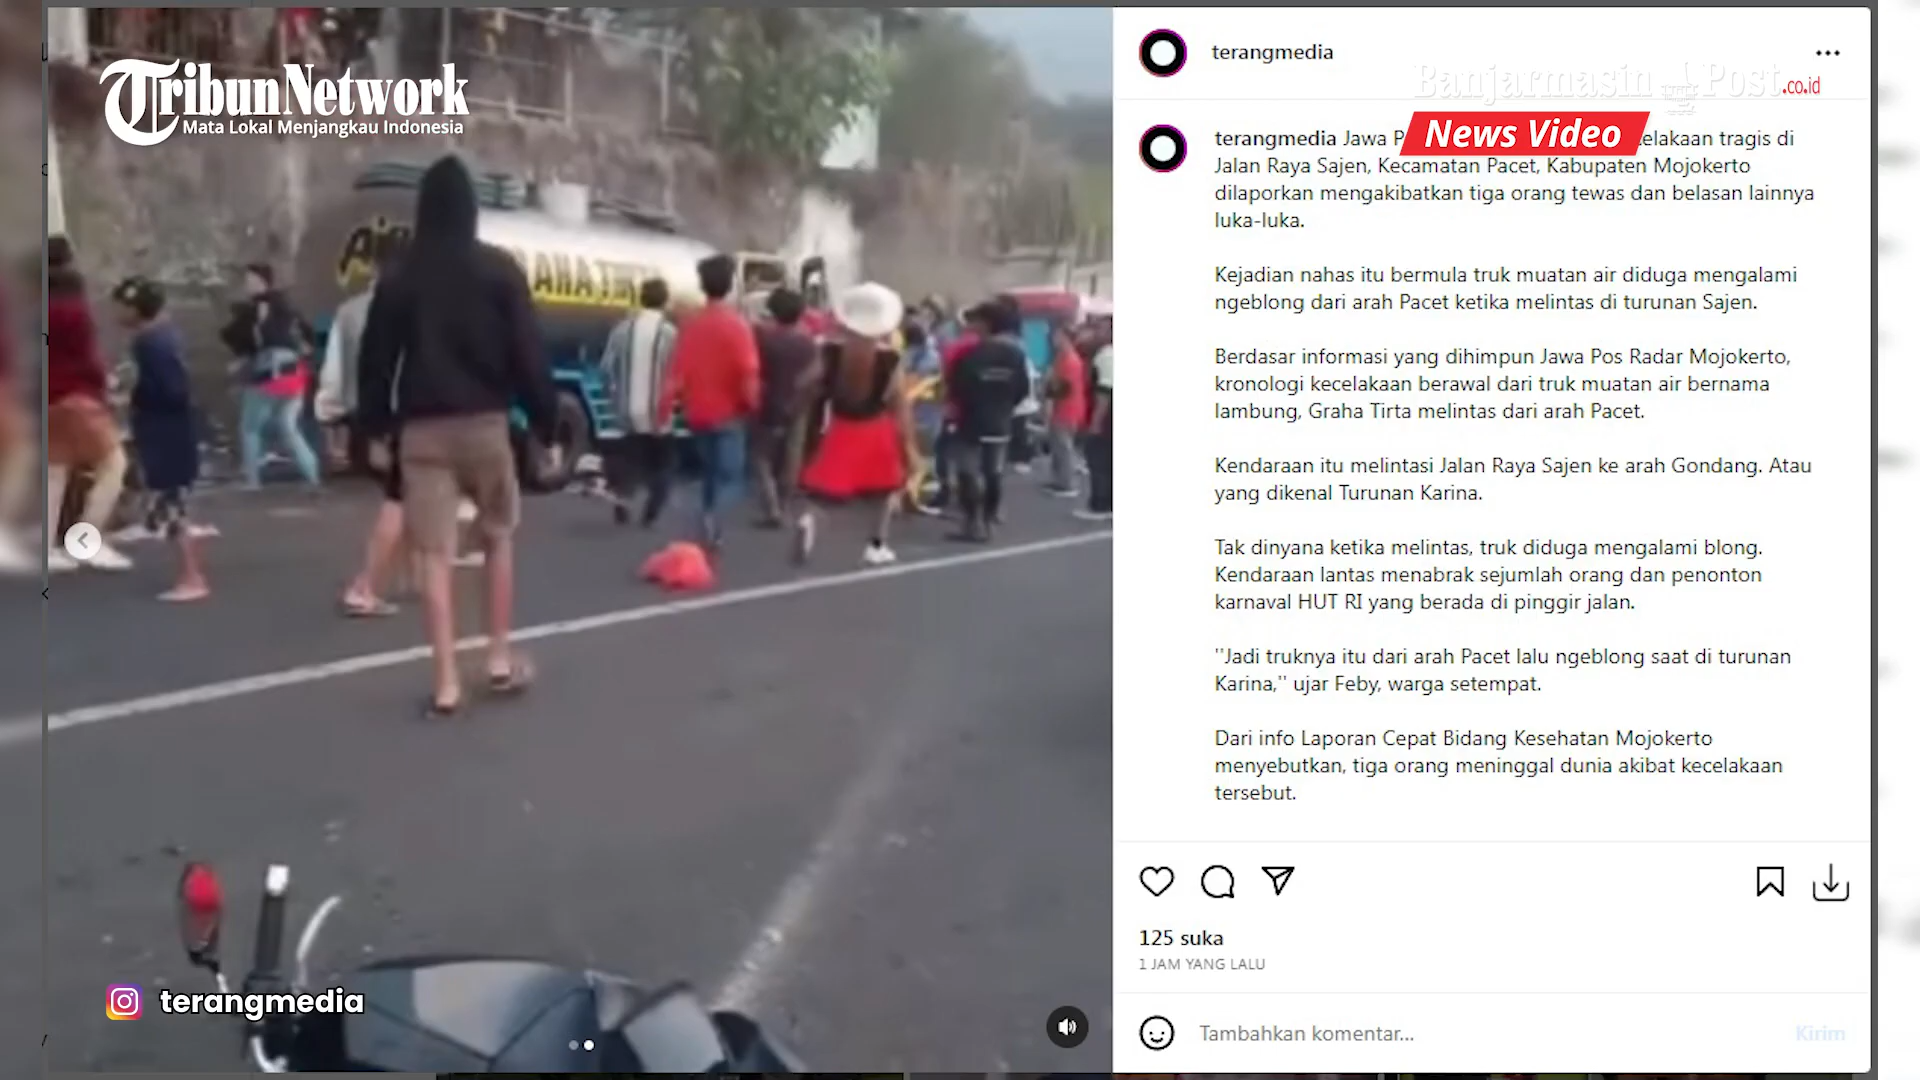 TribunNetwork
Mata Lokal Menjangkau Indonesia
AHA TIRT
terangmedia
terangmedia
Banjarmasin Post.co.id
News Video
terangmedia Jawa P elakaan tragis di
Jalan Raya Sajen, Kecamatan Pacet, Kabupaten Mojokerto
dilaporkan mengakibatkan tiga orang tewas dan belasan lainnya
luka-luka.
Kejadian nahas itu bermula truk muatan air diduga mengalami
ngeblong dari arah Pacet ketika melintas di turunan Sajen.
Berdasar informasi yang dihimpun Jawa Pos Radar Mojokerto,
kronologi kecelakaan berawal dari truk muatan air bernama
lambung, Graha Tirta melintas dari arah Pacet.
Kendaraan itu melintasi Jalan Raya Sajen ke arah Gondang. Atau
yang dikenal Turunan Karina.
Tak dinyana ketika melintas, truk diduga mengalami blong.
Kendaraan lantas menabrak sejumlah orang dan penonton
karnaval HUT RI yang berada di pinggir jalan.
''Jadi truknya itu dari arah Pacet lalu ngeblong saat di turunan
Karina,'' ujar Feby, warga setempat.
Dari info Laporan Cepat Bidang Kesehatan Mojokerto
menyebutkan, tiga orang meninggal dunia akibat kecelakaan
tersebut.
125 suka
1 JAM YANG LALU
Tambahkan komentar...
Kirim